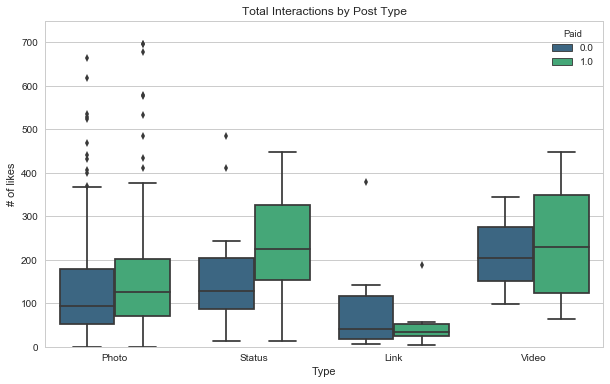 Total Interactions by Post Type
Paid
0.0
1.0
700
600
500
400
300
200
100
0
# of likes
Photo Status Link Video
Type